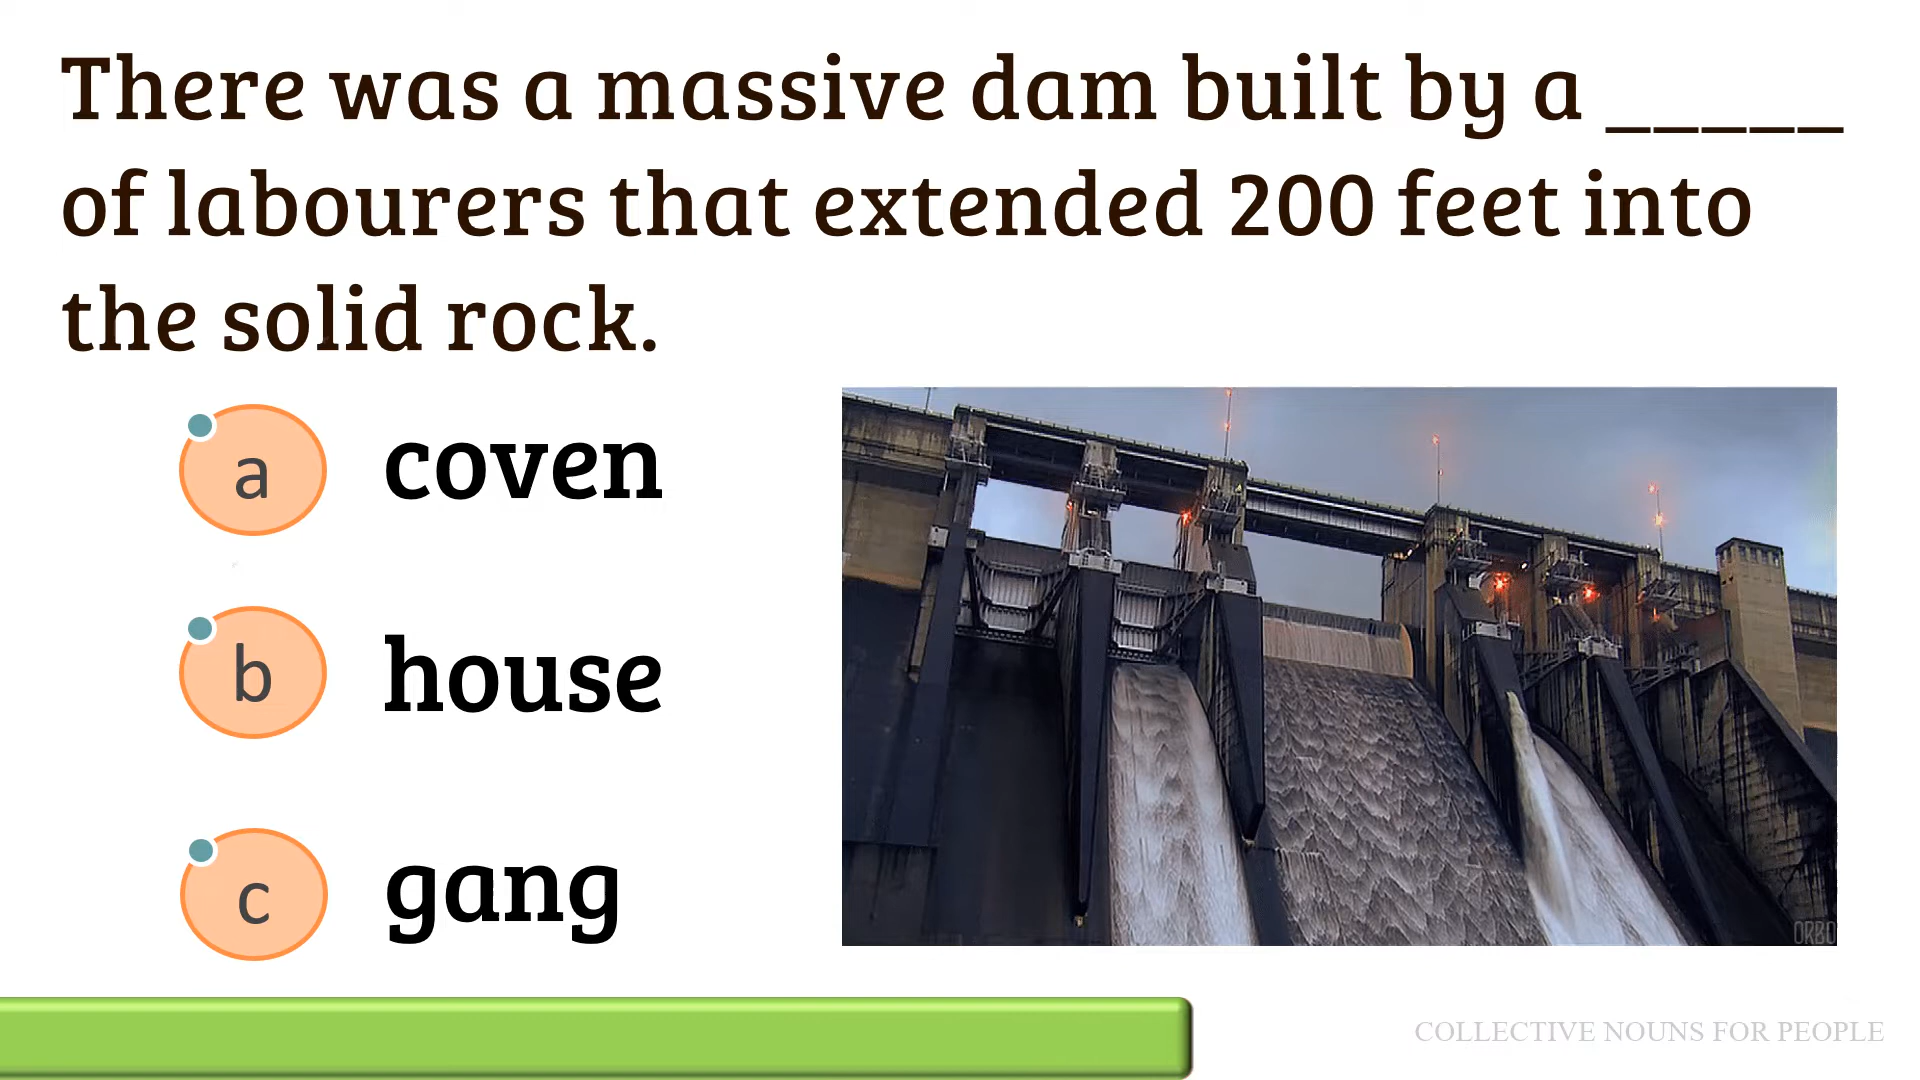 There was a massive dam built by a _____
of labourers that extended 200 feet into
the solid rock.
a coven
b house
c gang
ORBO
COLLECTIVE NOUNS FOR PEOPLE